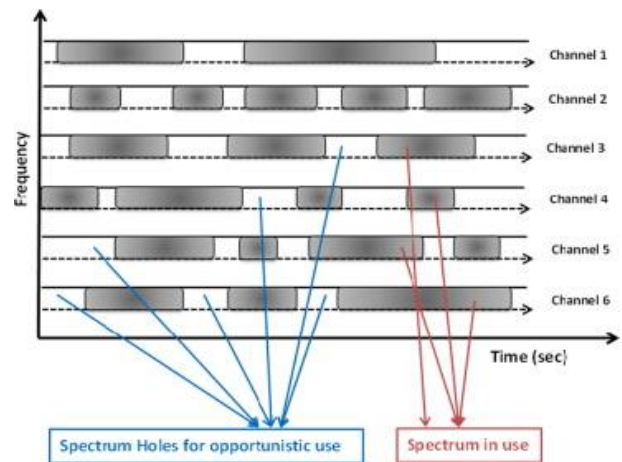 Channel 1
Channel 2
Channel 3
Channel 4
Channel 5
Channel 6
Frequency
Time (sec)
Spectrum Holes for opportunistic use
Spectrum in use